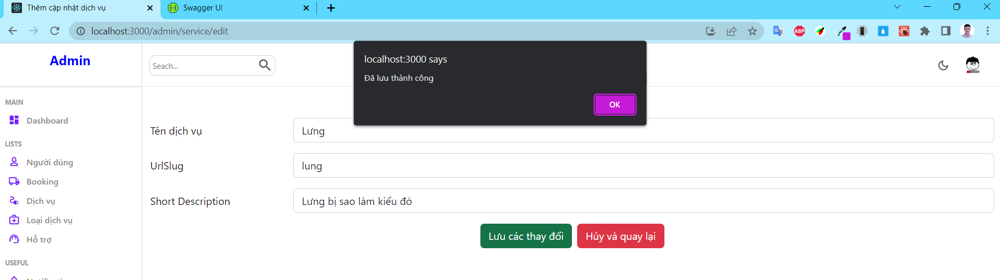 Thêm cập nhật dịch vụ
Swagger UI
localhost:3000/admin/service/edit
ABP
Admin
Seach...
localhost:3000 says
Đã lưu thành công
OK
MAIN
Dashboard
LISTS
Người dùng
Booking
Dịch vụ
Loại dịch vụ
Hỗ trợ
USEFUL
Tên dịch vụ
Lưng
UrlSlug
lung
Short Description
Lưng bị sao làm kiểu đó
Lưu các thay đổi
Hủy và quay lại